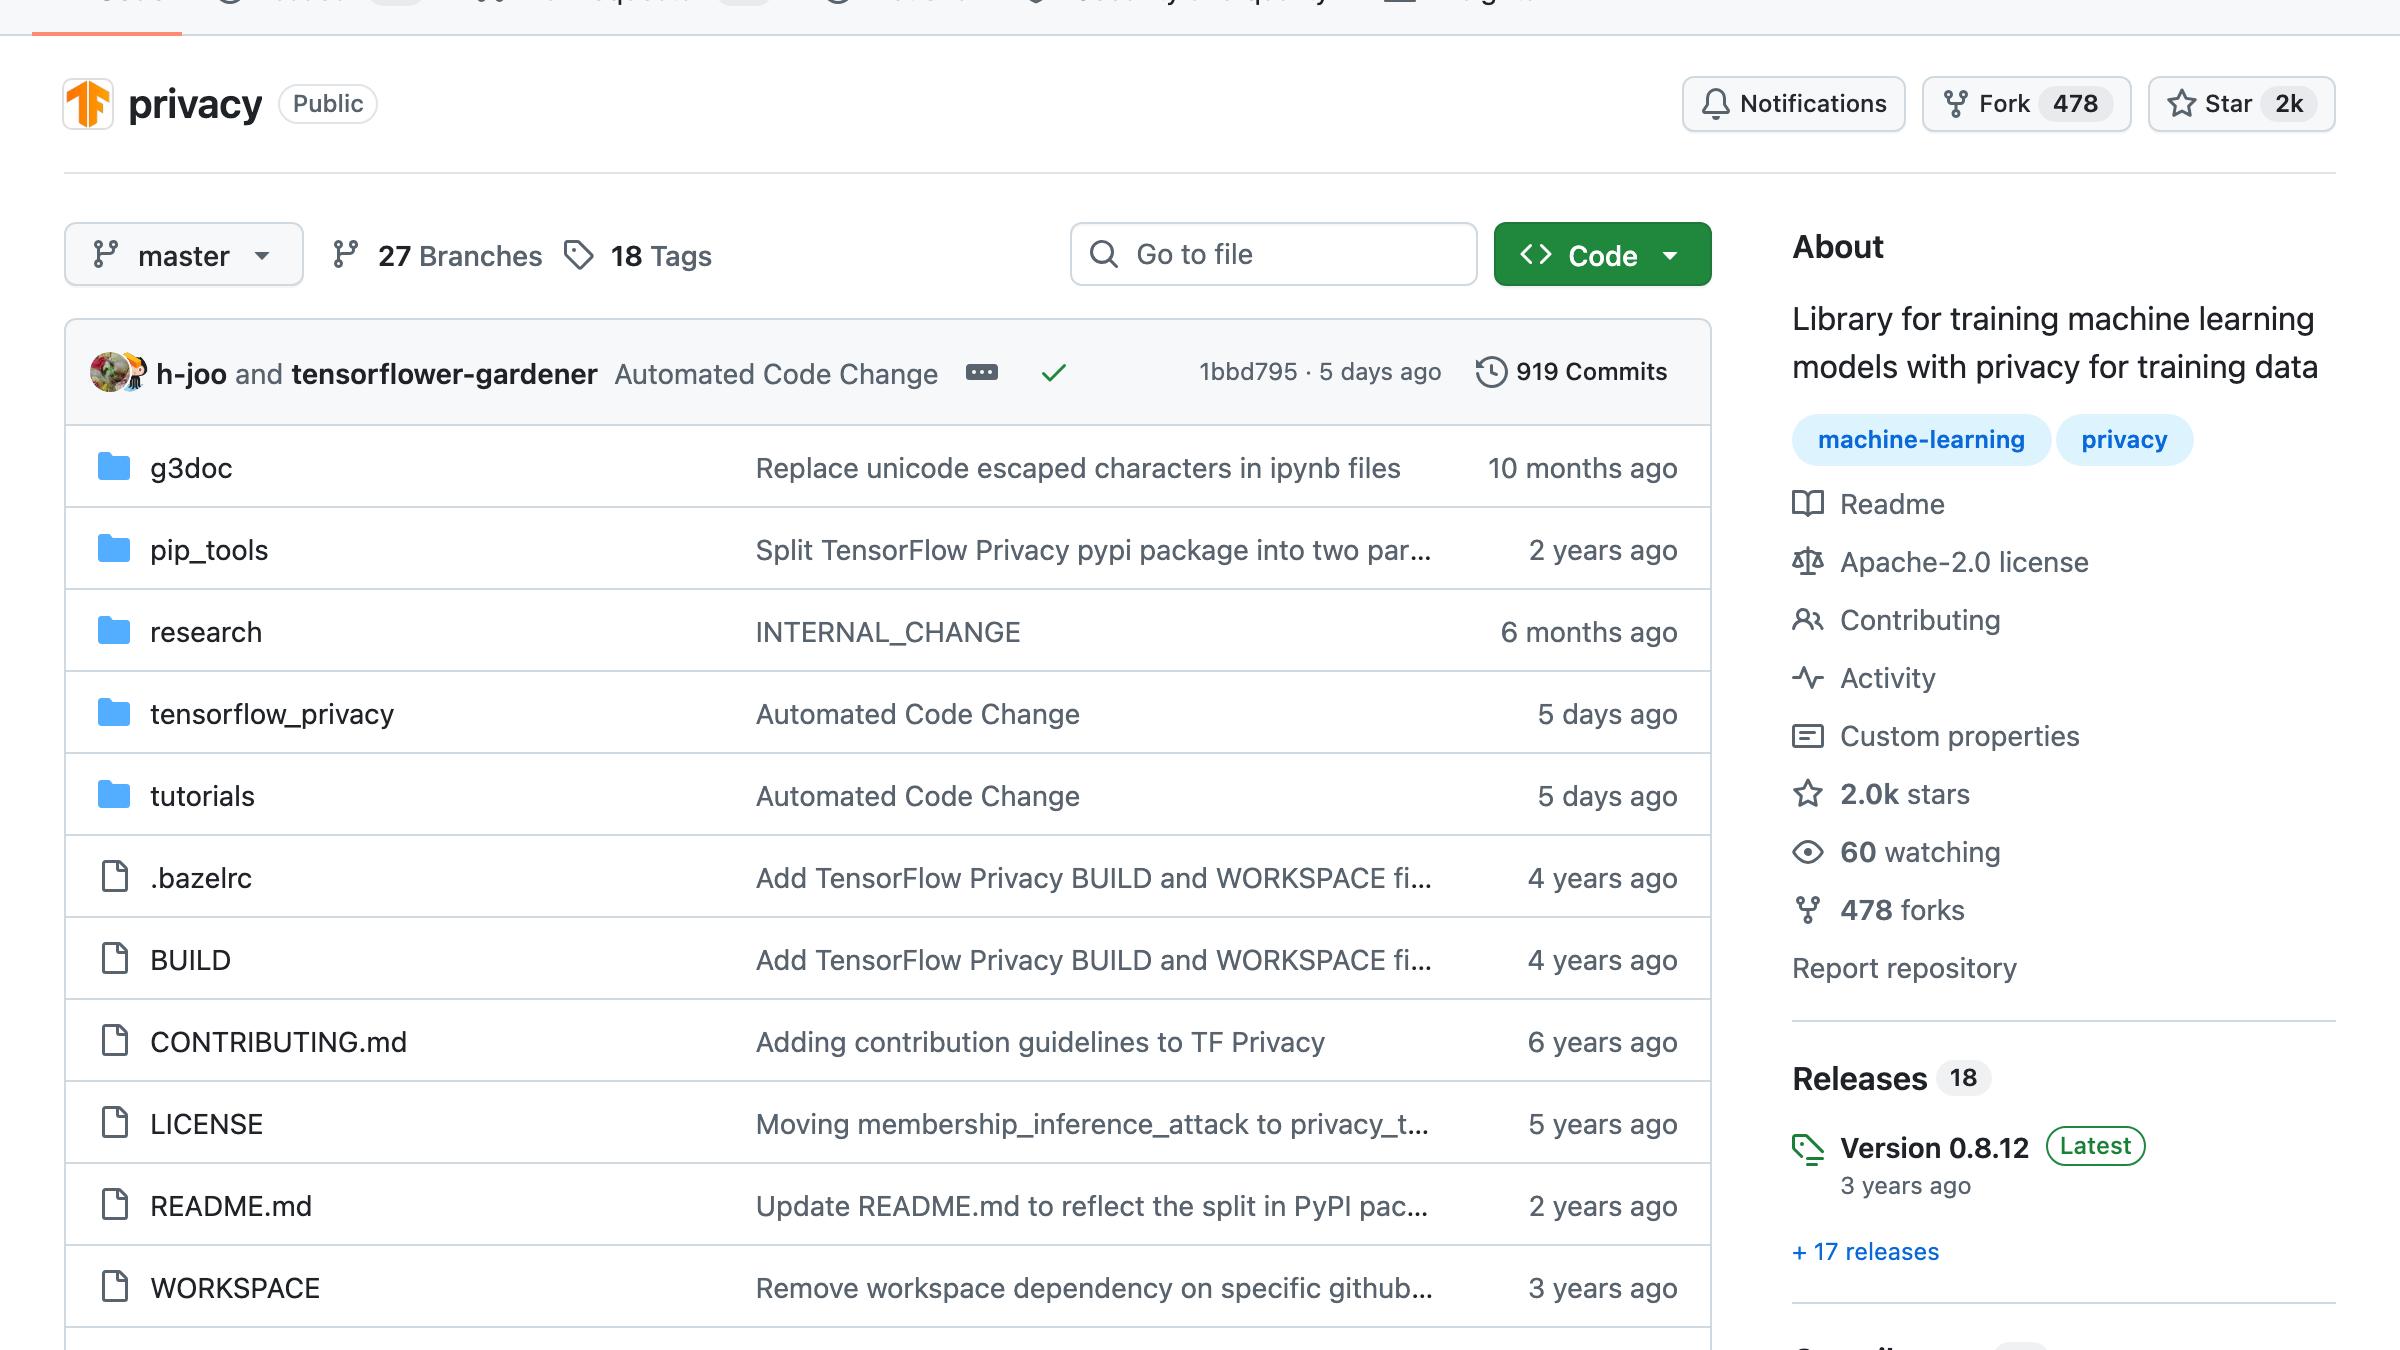 privacy Public
Notifications Fork 478 Star 2k
master 27 Branches 18 Tags
Go to file Code
h-joo and tensorflower-gardener Automated Code Change 1bbd795 · 5 days ago 919 Commits
g3doc Replace unicode escaped characters in ipynb files 10 months ago
pip_tools Split TensorFlow Privacy pypi package into two par... 2 years ago
research INTERNAL_CHANGE 6 months ago
tensorflow_privacy Automated Code Change 5 days ago
tutorials Automated Code Change 5 days ago
.bazelrc Add TensorFlow Privacy BUILD and WORKSPACE fi... 4 years ago
BUILD Add TensorFlow Privacy BUILD and WORKSPACE fi... 4 years ago
CONTRIBUTING.md Adding contribution guidelines to TF Privacy 6 years ago
LICENSE Moving membership_inference_attack to privacy_t... 5 years ago
README.md Update README.md to reflect the split in PyPI pac... 2 years ago
WORKSPACE Remove workspace dependency on specific github... 3 years ago
About
Library for training machine learning
models with privacy for training data
machine-learning privacy
Readme
Apache-2.0 license
Contributing
Activity
Custom properties
2.0k stars
60 watching
478 forks
Report repository
Releases 18
Version 0.8.12 Latest
3 years ago
+ 17 releases